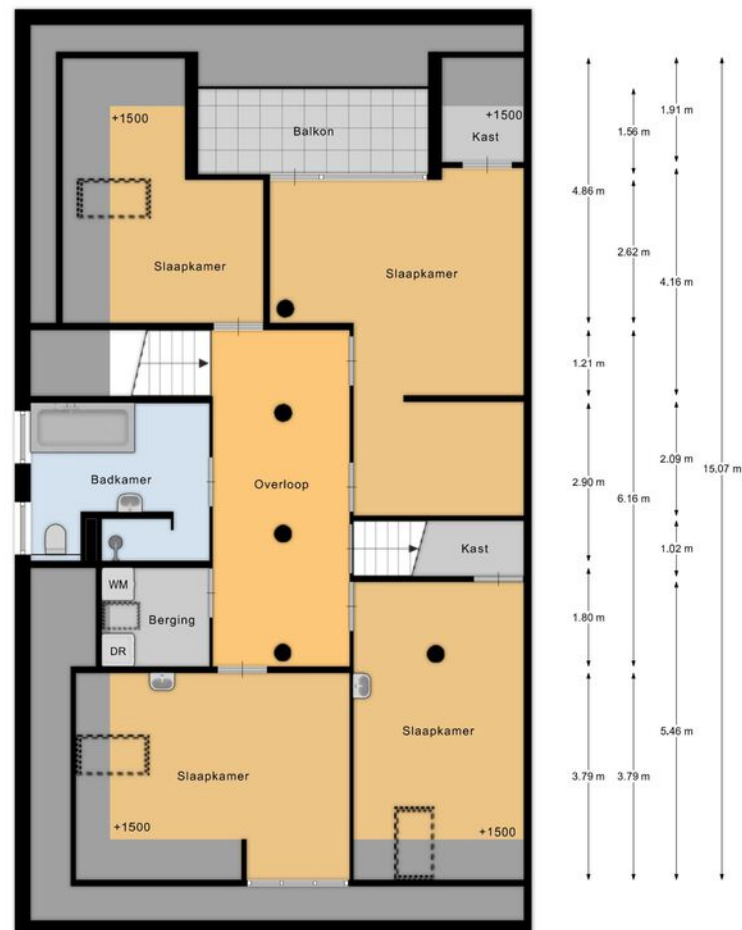 +1500
+1500
Kast
Balkon
Slaapkamer
Slaapkamer
Badkamer
Overloop
Kast
WM
Berging
DR
Slaapkamer
Slaapkamer
+1500
+1500
1.91 m
1.56 m
4.86 m
2.62 m
4.16 m
1.21 m
2.09 m
15.07 m
2.90 m
6.16 m
1.02 m
1.80 m
5.46 m
3.79 m
3.79 m